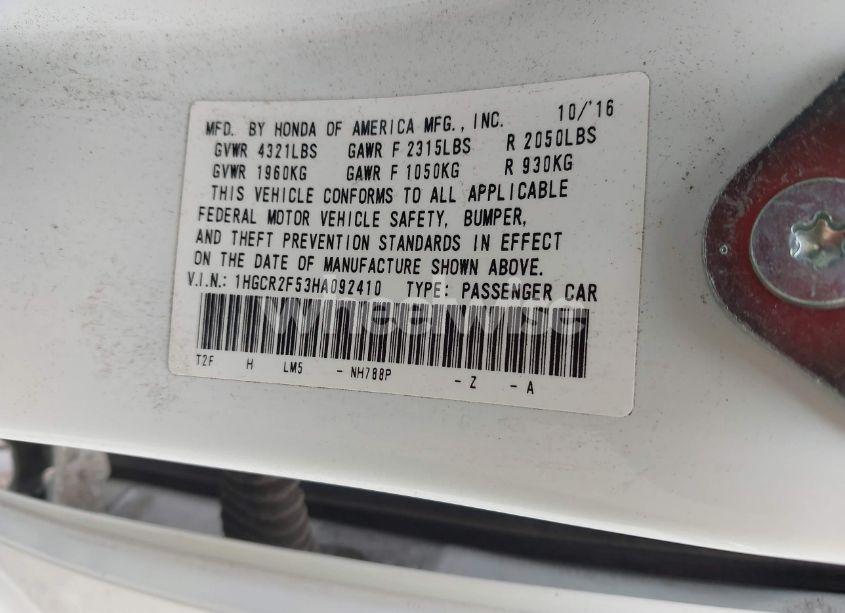 MFD. BY HONDA OF AMERICA MFG., INC. 10/'16
GVWR 4321LBS GAWR F 2315LBS R 2050LBS
GVWR 1960KG GAWR F 1050KG R 930KG
THIS VEHICLE CONFORMS TO ALL APPLICABLE
FEDERAL MOTOR VEHICLE SAFETY, BUMPER,
AND THEFT PREVENTION STANDARDS IN EFFECT
ON THE DATE OF MANUFACTURE SHOWN ABOVE.
V.I.N.: 1HGCR2F53HA092410 TYPE: PASSENGER CAR
wheelwise
T2F H LM5 - NH788P - Z - A